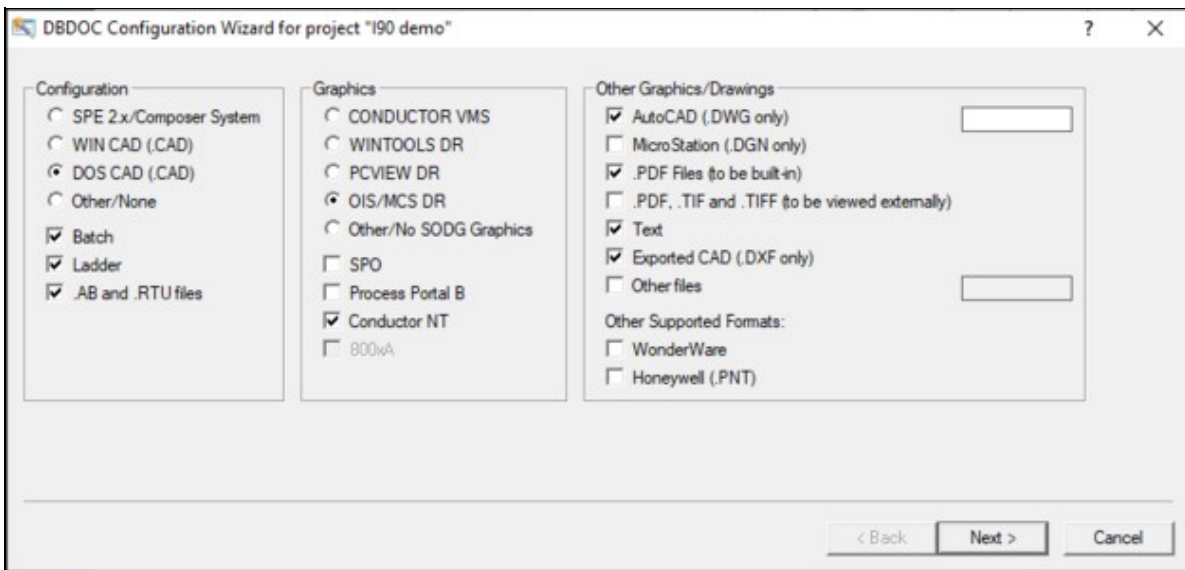 DBDOC Configuration Wizard for project "I90 demo"
?
Configuration
SPE 2.x/Composer System
WIN CAD (.CAD)
DOS CAD (.CAD)
Other/None
Batch
Ladder
.AB and .RTU files
Graphics
CONDUCTOR VMS
WINTOOLS DR
PCVIEW DR
OIS/MCS DR
Other/No SODG Graphics
SPO
Process Portal B
Conductor NT
800xA
Other Graphics/Drawings
AutoCAD (.DWG only)
MicroStation (.DGN only)
.PDF Files (to be built-in)
.PDF, .TIF and .TIFF (to be viewed externally)
Text
Exported CAD (.DXF only)
Other files
Other Supported Formats:
WonderWare
Honeywell (.PNT)
< Back
Next >
Cancel